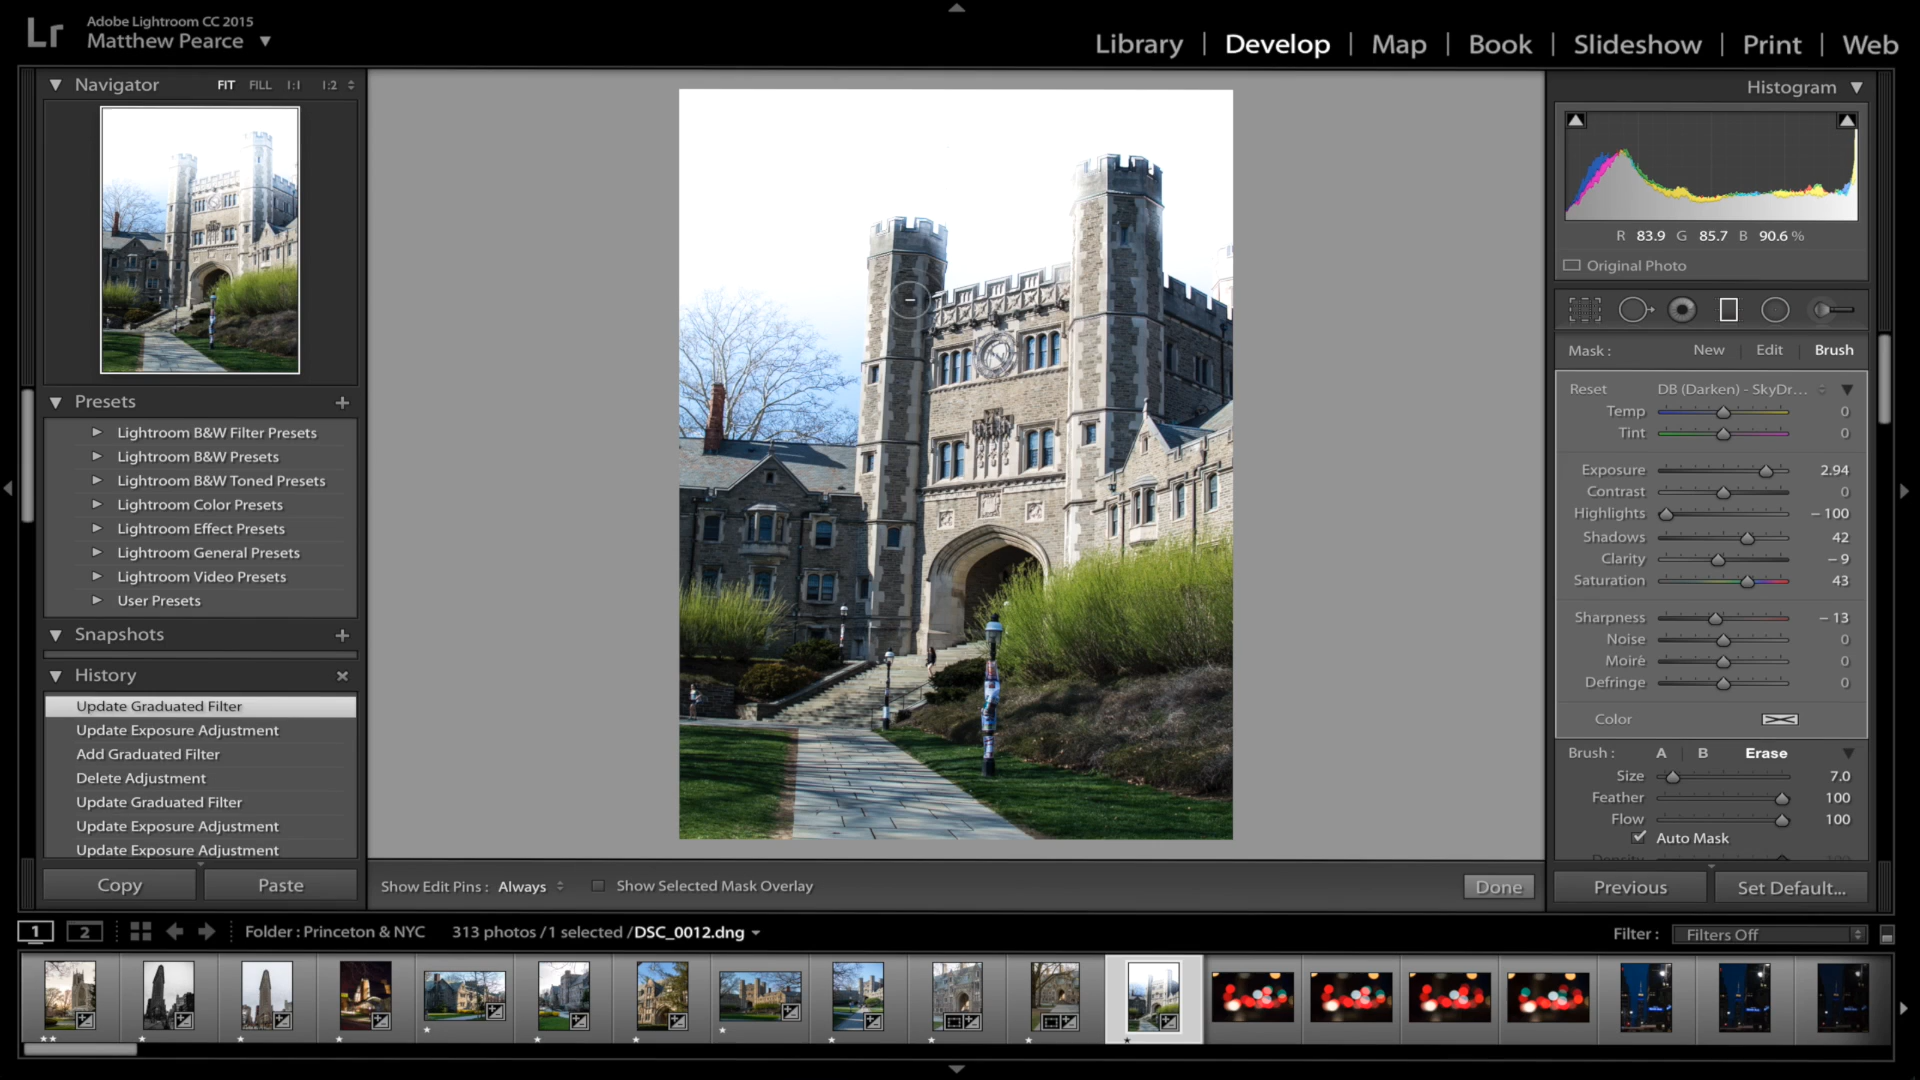 Lr
Adobe Lightroom CC 2015
Matthew Pearce
Library | Develop | Map | Book | Slideshow | Print | Web
Navigator FIT FILL 1:1 1:2
Presets +
Lightroom B&W Filter Presets
Lightroom B&W Presets
Lightroom B&W Toned Presets
Lightroom Color Presets
Lightroom Effect Presets
Lightroom General Presets
Lightroom Video Presets
User Presets
Snapshots +
History ×
Update Graduated Filter
Update Exposure Adjustment
Add Graduated Filter
Delete Adjustment
Update Graduated Filter
Update Exposure Adjustment
Update Exposure Adjustment
Copy Paste
Show Edit Pins : Always Show Selected Mask Overlay Done
Histogram
R 83.9 G 85.7 B 90.6 %
Original Photo
Mask : New | Edit | Brush
Reset DB (Darken) - SkyDr...
Temp 0
Tint 0
Exposure 2.94
Contrast 0
Highlights – 100
Shadows 42
Clarity – 9
Saturation 43
Sharpness – 13
Noise 0
Moiré 0
Defringe 0
Color
Brush : A | B Erase
Size 7.0
Feather 100
Flow 100
Auto Mask
Density 100
Previous Set Default...
1 2 Folder : Princeton & NYC 313 photos /1 selected /DSC_0012.dng Filter : Filters Off